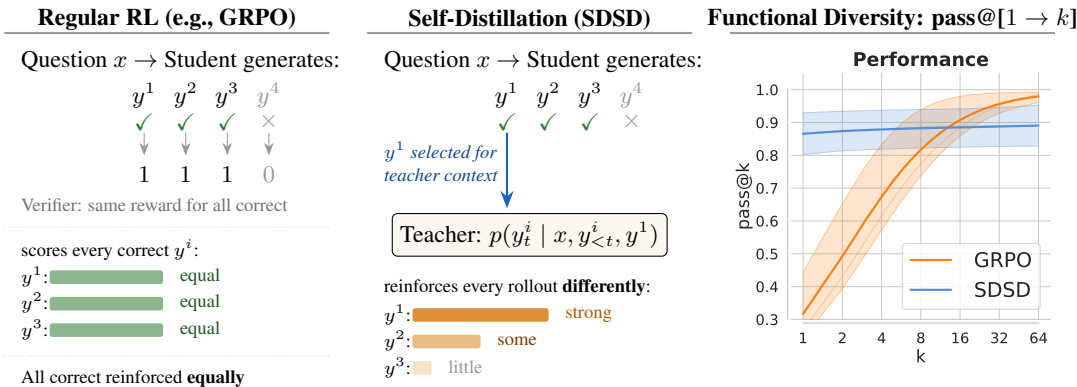 Regular RL (e.g., GRPO)
Question x → Student generates:
y¹ y² y³ y⁴
✓ ✓ ✓ ×
1 1 1 0
Verifier: same reward for all correct
scores every correct yⁱ:
y¹: equal
y²: equal
y³: equal
All correct reinforced equally
Self-Distillation (SDSD)
Question x → Student generates:
y¹ y² y³ y⁴
✓ ✓ ✓ ×
y¹ selected for
teacher context
Teacher: p(yᵢₜ | x, yⁱ<t, y¹)
reinforces every rollout differently:
y¹: strong
y²: some
y³: little
Functional Diversity: pass@[1 → k]
Performance
pass@k
1.0
0.9
0.8
0.7
0.6
0.5
0.4
0.3
GRPO
SDSD
1 2 4 8 16 32 64
k